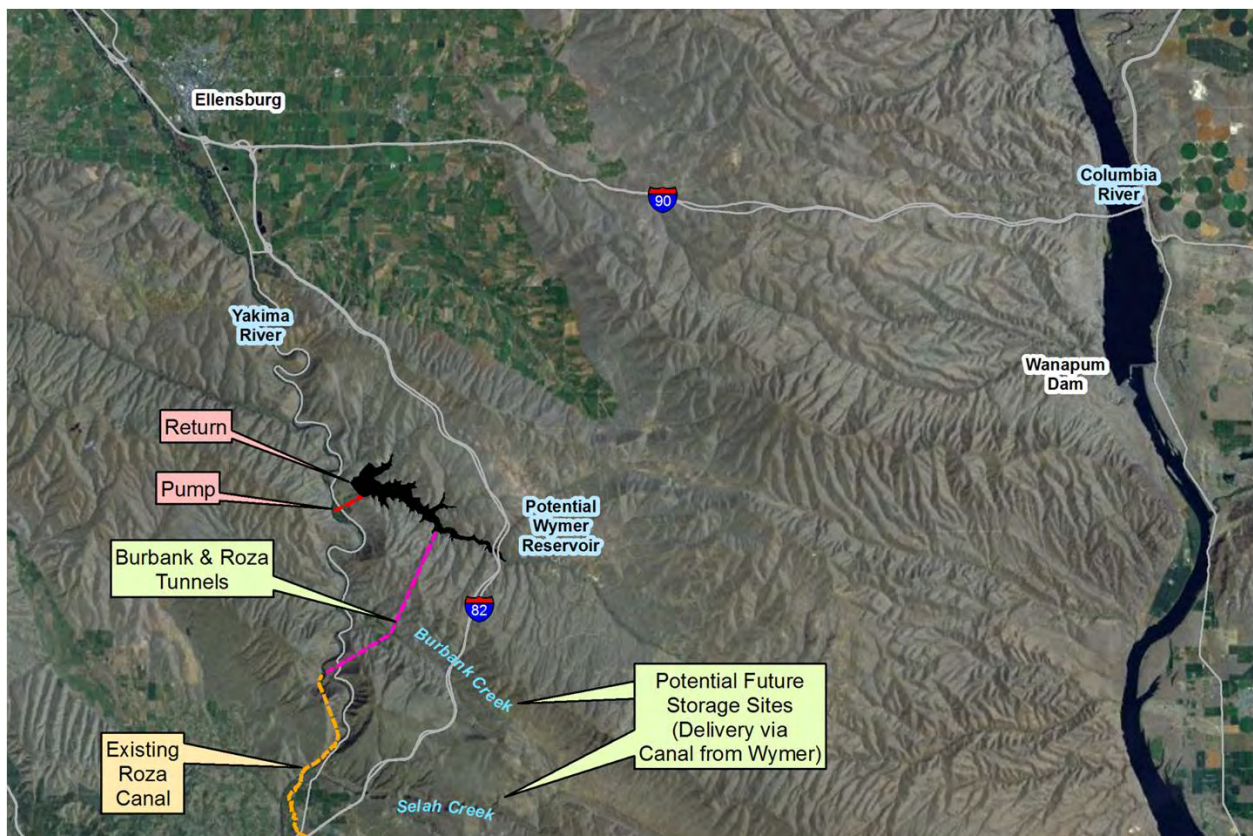 Ellensburg
90
Columbia
River
Yakima
River
Wanapum
Dam
Return
Pump
Potential
Wymer
Reservoir
Burbank & Roza
Tunnels
82
Burbank Creek
Potential Future
Storage Sites
(Delivery via
Canal from Wymer)
Existing
Roza
Canal
Selah Creek